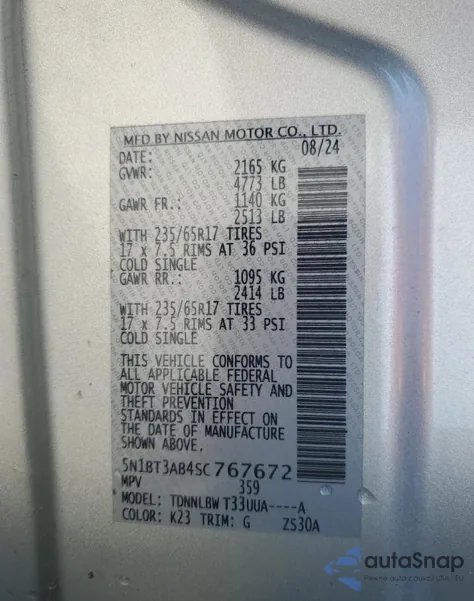 MFD BY NISSAN MOTOR CO., LTD.
DATE: 08/24
GVWR: 2165 KG
4773 LB
GAWR FR.: 1140 KG
2513 LB
WITH 235/65R17 TIRES
17 x 7.5 RIMS AT 36 PSI
COLD SINGLE
GAWR RR.: 1095 KG
2414 LB
WITH 235/65R17 TIRES
17 x 7.5 RIMS AT 33 PSI
COLD SINGLE
THIS VEHICLE CONFORMS TO
ALL APPLICABLE FEDERAL
MOTOR VEHICLE SAFETY AND
THEFT PREVENTION
STANDARDS IN EFFECT ON
THE DATE OF MANUFACTURE
SHOWN ABOVE.
5N1BT3AB4SC767672
MPV 359
MODEL: TDNNLBW T33UUA----A
COLOR: K23 TRIM: G ZS30A
autoSnap